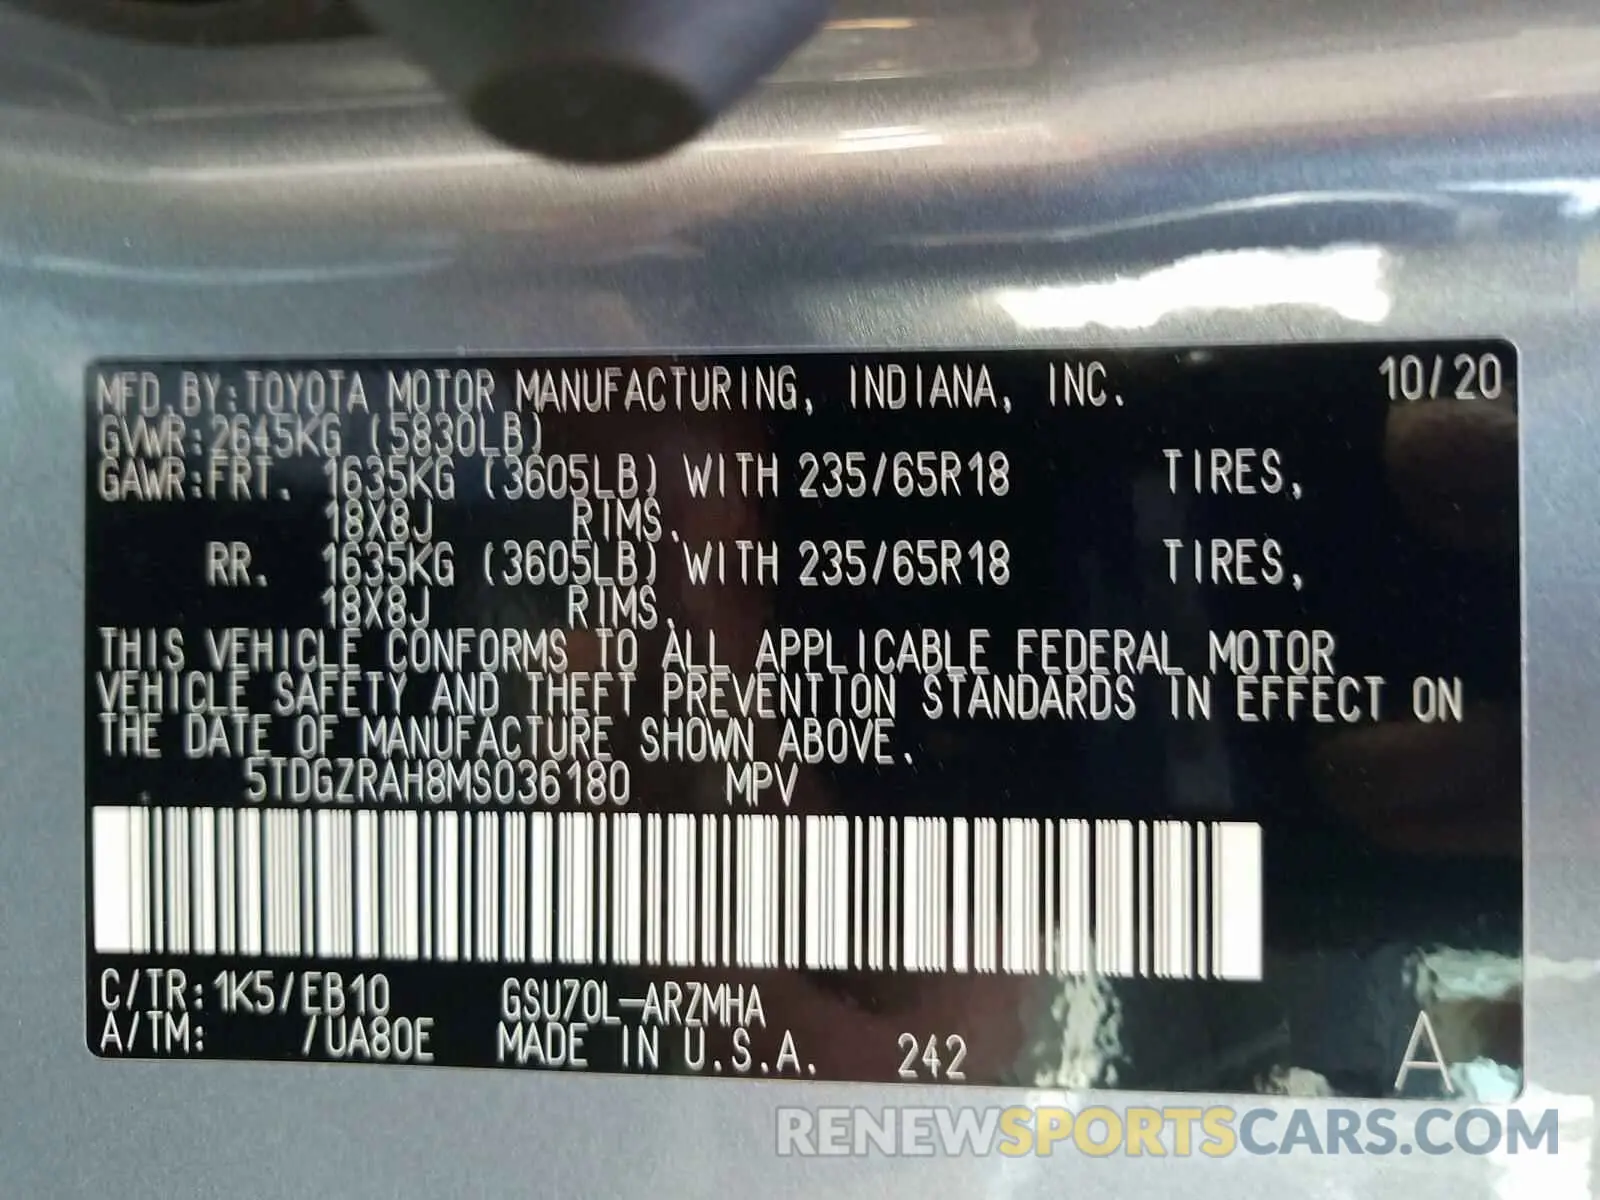 MFD.BY:TOYOTA MOTOR MANUFACTURING, INDIANA, INC. 10/20
GVWR:2645KG (5830LB)
GAWR:FRT. 1635KG (3605LB) WITH 235/65R18 TIRES,
18X8J RIMS.
RR. 1635KG (3605LB) WITH 235/65R18 TIRES,
18X8J RIMS.
THIS VEHICLE CONFORMS TO ALL APPLICABLE FEDERAL MOTOR
VEHICLE SAFETY AND THEFT PREVENTION STANDARDS IN EFFECT ON
THE DATE OF MANUFACTURE SHOWN ABOVE.
5TDGZRAH8MS036180 MPV
C/TR:1K5/EB10 GSU70L-ARZMHA
A/TM: /UA80E MADE IN U.S.A. 242 A
RENEWSPORTSCARS.COM